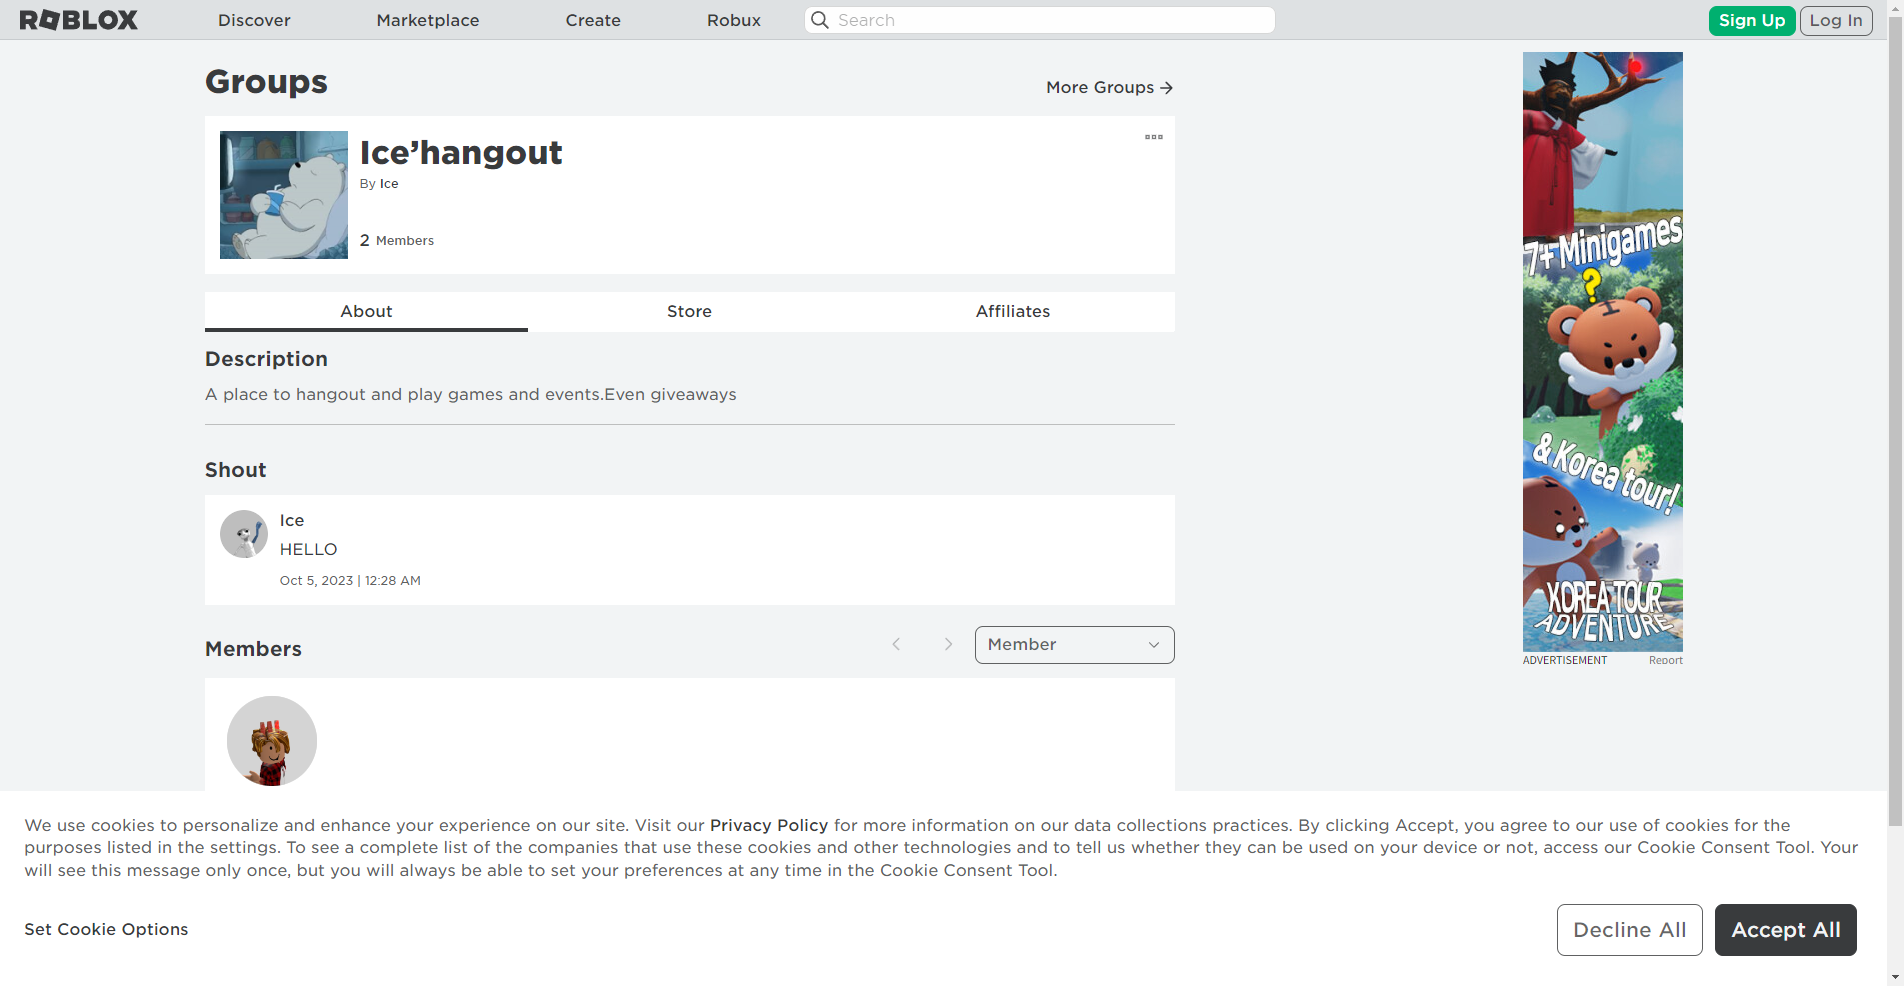 ROBLOX
Discover
Marketplace
Create
Robux
Search
Sign Up
Log In
Groups
More Groups
Ice’hangout
By Ice
2 Members
About
Store
Affiliates
Description
A place to hangout and play games and events.Even giveaways
Shout
Ice
HELLO
Oct 5, 2023 | 12:28 AM
Members
Member
7+ Minigames
?
& Korea tour!
KOREA TOUR
ADVENTURE
ADVERTISEMENT
Report
We use cookies to personalize and enhance your experience on our site. Visit our Privacy Policy for more information on our data collections practices. By clicking Accept, you agree to our use of cookies for the
purposes listed in the settings. To see a complete list of the companies that use these cookies and other technologies and to tell us whether they can be used on your device or not, access our Cookie Consent Tool. Your
will see this message only once, but you will always be able to set your preferences at any time in the Cookie Consent Tool.
Set Cookie Options
Decline All
Accept All